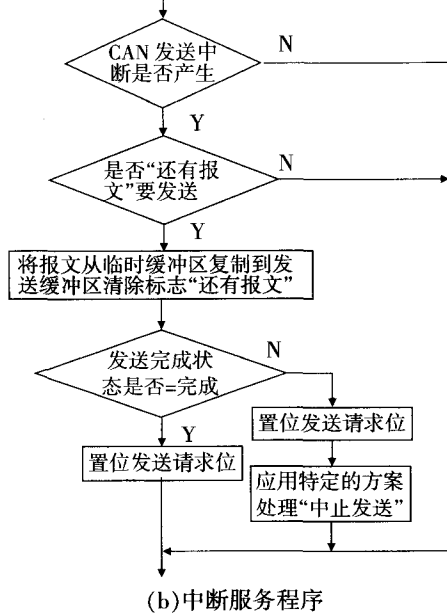 CAN 发送中
断是否产生
N
Y
是否“还有报
文”要发送
N
Y
将报文从临时缓冲区复制到发
送缓冲区清除标志“还有报文”
发送完成状
态是否=完成
N
Y
置位发送请求位
置位发送请求位
应用特定的方案
处理“中止发送”
(b)中断服务程序